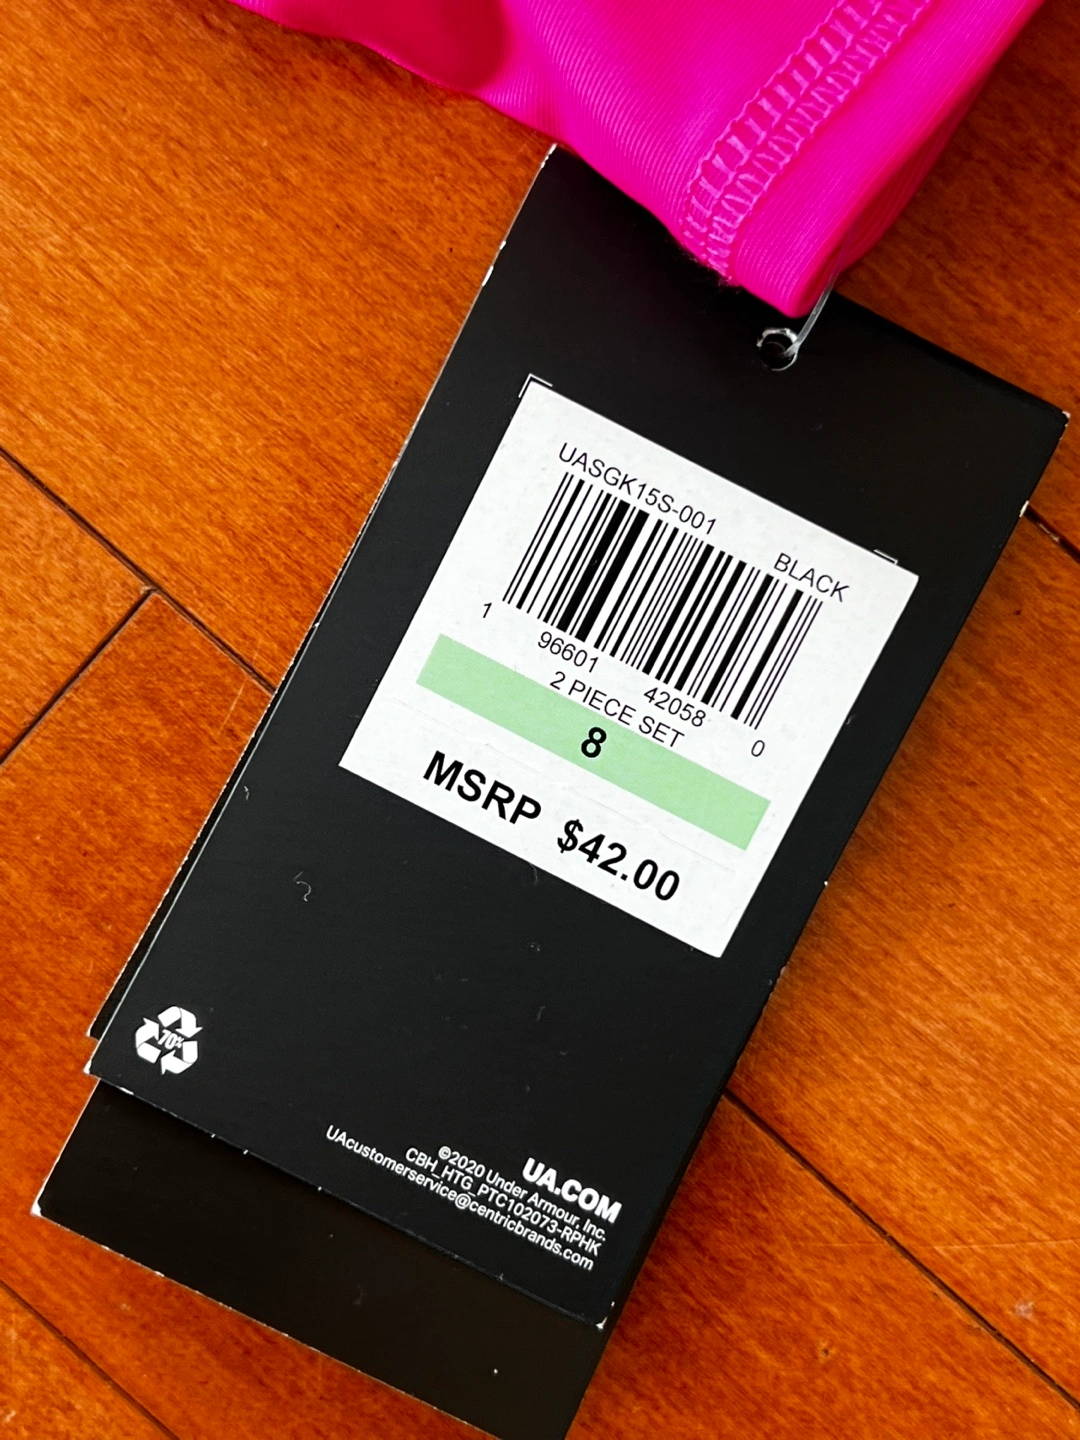 UASGK15S-001
BLACK
1 96601 42058 0
2 PIECE SET
8
MSRP $42.00
70%
UA.COM
©2020 Under Armour, Inc.
CBH_HTG_PTC102073-RPHK
UAcustomerservice@centricbrands.com